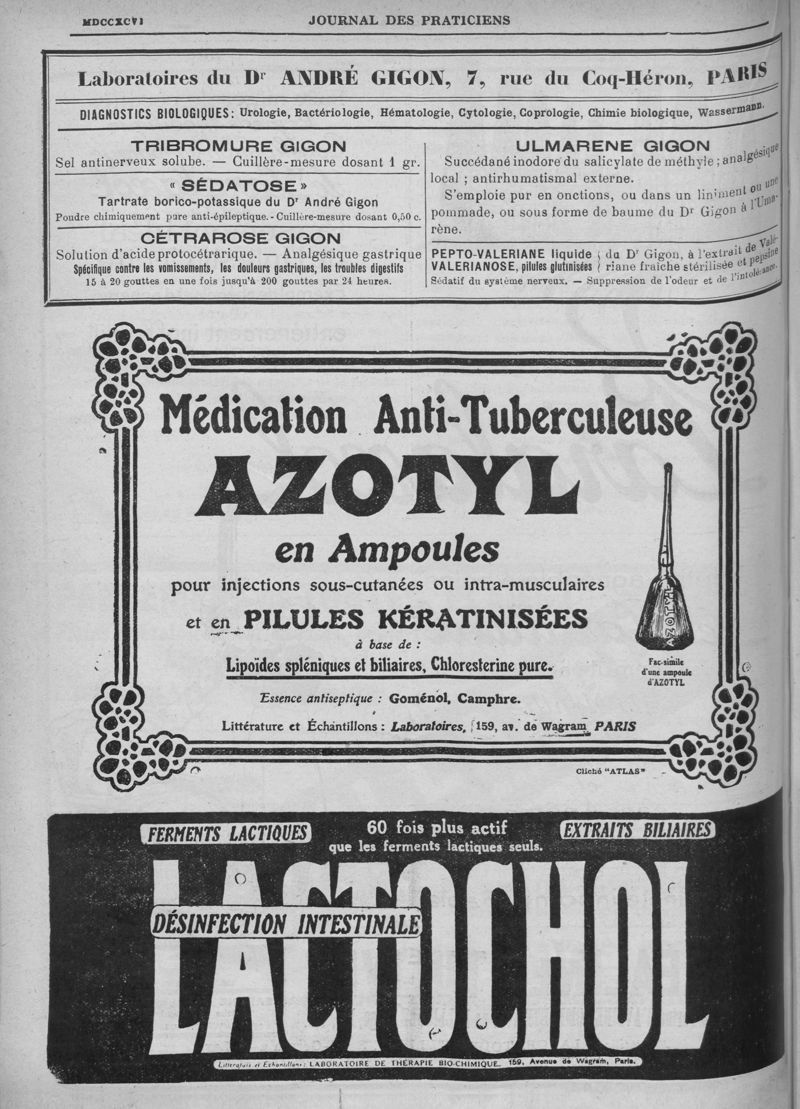 MDCCXCVI
JOURNAL DES PRATICIENS
Laboratoires du Dr ANDRÉ GIGON, 7, rue du Coq-Héron, PARIS
DIAGNOSTICS BIOLOGIQUES : Urologie, Bactériologie, Hématologie, Cytologie, Coprologie, Chimie biologique, Wassermann.
TRIBROMURE GIGON
Sel antinerveux soluble. — Cuillère-mesure dosant 1 gr.
« SÉDATOSE »
Tartrate borico-potassique du Dr André Gigon
Poudre chimiquement pure anti-épileptique. - Cuillère-mesure dosant 0,50 c.
CÉTRAROSE GIGON
Solution d'acide protocétrarique. — Analgésique gastrique
Spécifique contre les vomissements, les douleurs gastriques, les troubles digestifs
15 à 20 gouttes en une fois jusqu'à 200 gouttes par 24 heures.
ULMARENE GIGON
Succédané inodore du salicylate de méthyle ; analgésique
local ; antirhumatismal externe.
S'emploie pur en onctions, ou dans un liniment ou une
pommade, ou sous forme de baume du Dr Gigon à l'Uma-
rène.
PEPTO-VALERIANE liquide { du Dr Gigon, à l'extrait de Valé-
VALERIANOSE, pilules glutinisées { riane fraiche stérilisée et pepsine
Sédatif du système nerveux. — Suppression de l'odeur et de l'intolérance.
Médication Anti-Tuberculeuse
AZOTYL
en Ampoules
pour injections sous-cutanées ou intra-musculaires
et en PILULES KÉRATINISÉES
à base de :
Lipoïdes spléniques et biliaires, Chloresterine pure.
Essence antiseptique : Goménol, Camphre.
Littérature et Échantillons : Laboratoires, 159, av. de Wagram PARIS
AZOTYL
Fac-simile
d'une ampoule
d'AZOTYL
Cliché "ATLAS"
FERMENTS LACTIQUES
60 fois plus actif
que les ferments lactiques seuls.
EXTRAITS BILIAIRES
LACTOCHOL
DÉSINFECTION INTESTINALE
Littérature et Echantillons : LABORATOIRE DE THÉRAPIE BIO-CHIMIQUE, 159, Avenue de Wagram, Paris.